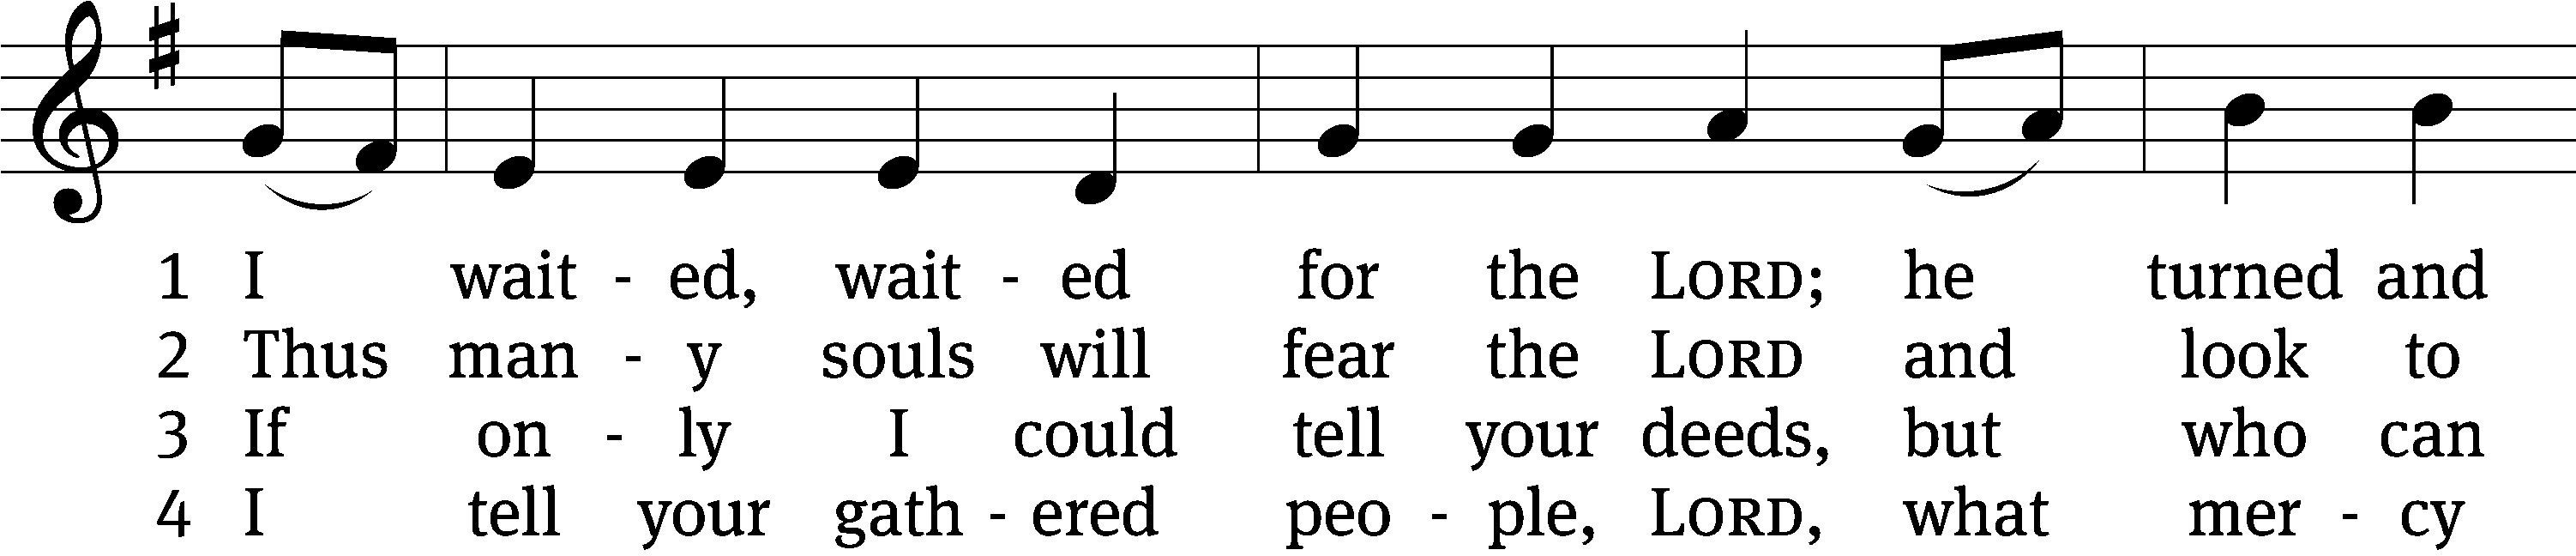 1 I wait - ed, wait - ed for the LORD; he turned and
2 Thus man - y souls will fear the LORD and look to
3 If on - ly I could tell your deeds, but who can
4 I tell your gath - ered peo - ple, LORD, what mer - cy